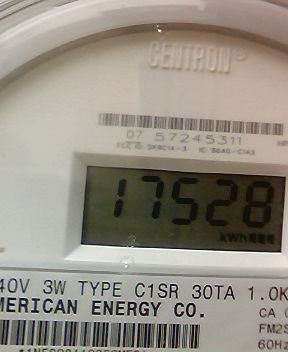 CENTRON®
07 57245311
17528
kWh
40V 3W TYPE C1SR 30TA 1.0K
MERICAN ENERGY CO.
CA
FM2S
60Hz